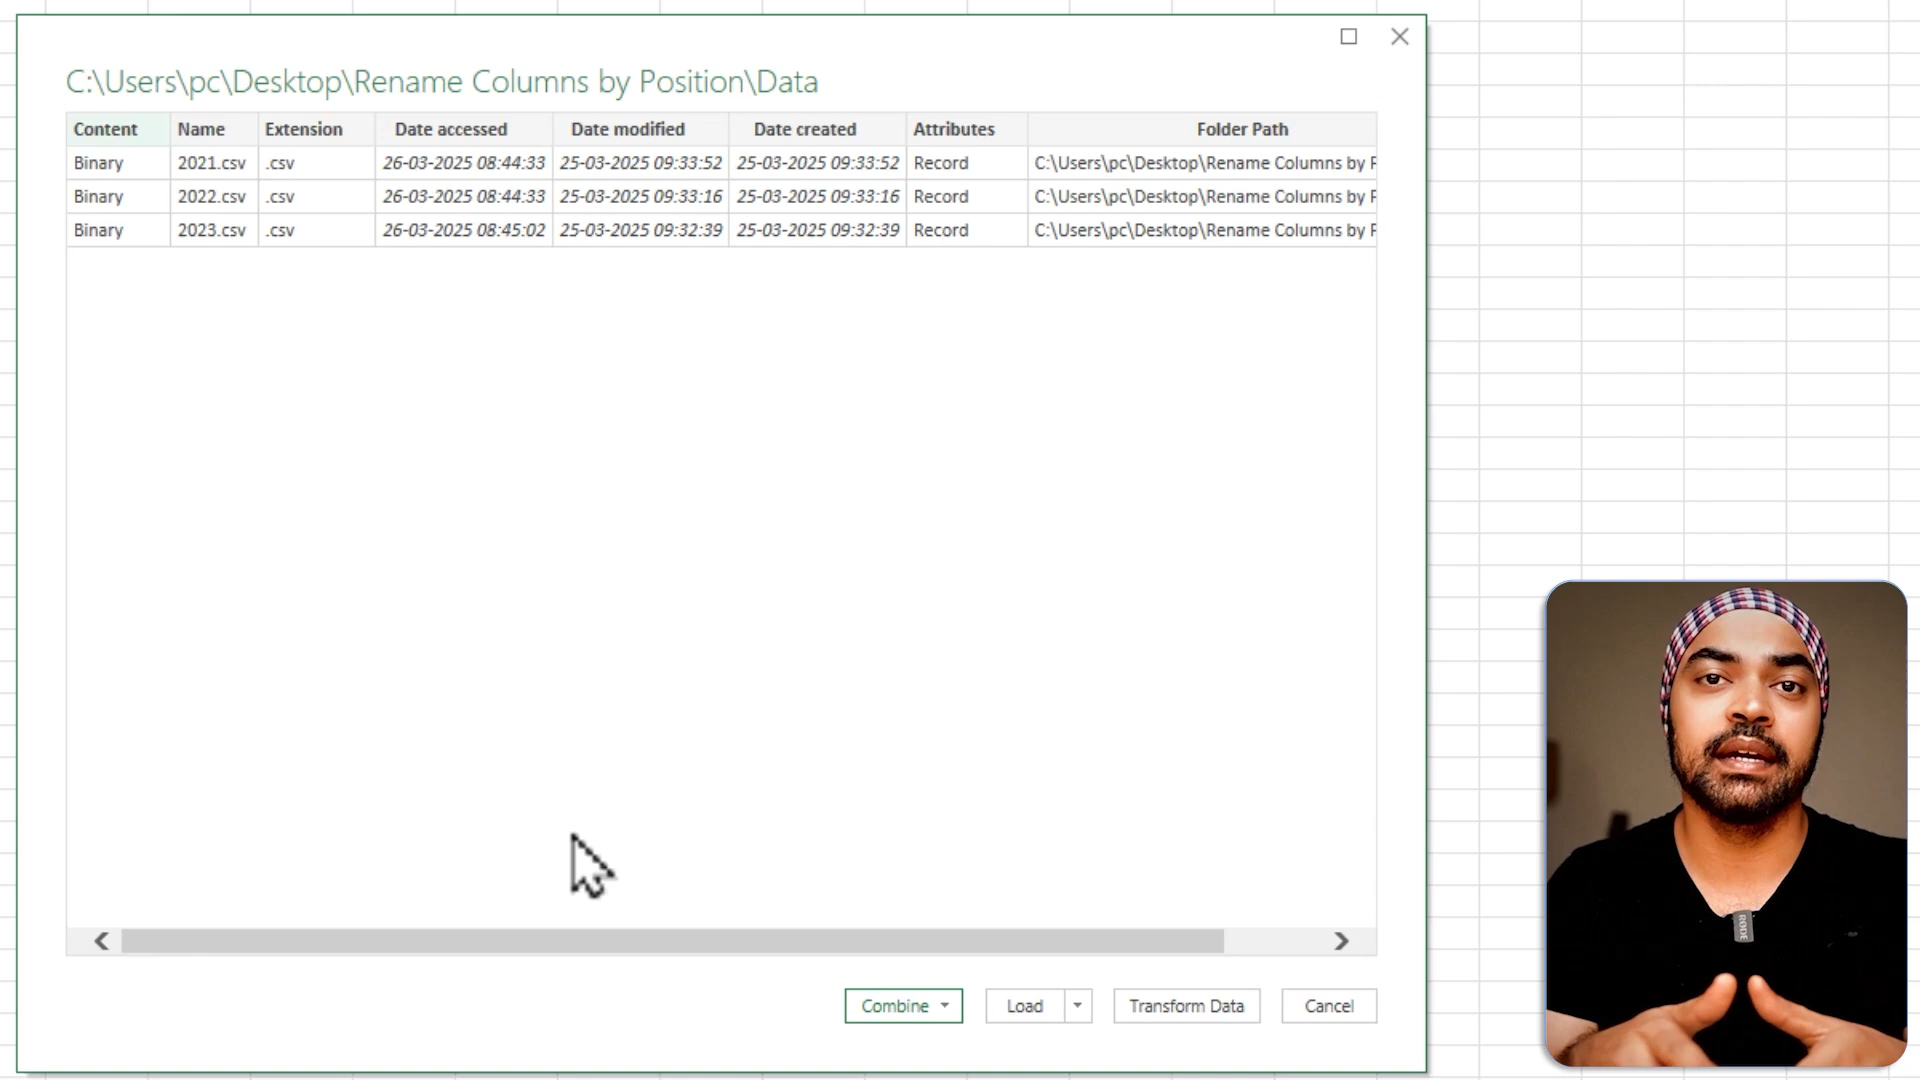 C:\Users\pc\Desktop\Rename Columns by Position\Data
Content Name Extension Date accessed Date modified Date created Attributes Folder Path
Binary 2021.csv .csv 26-03-2025 08:44:33 25-03-2025 09:33:52 25-03-2025 09:33:52 Record C:\Users\pc\Desktop\Rename Columns by P
Binary 2022.csv .csv 26-03-2025 08:44:33 25-03-2025 09:33:16 25-03-2025 09:33:16 Record C:\Users\pc\Desktop\Rename Columns by P
Binary 2023.csv .csv 26-03-2025 08:45:02 25-03-2025 09:32:39 25-03-2025 09:32:39 Record C:\Users\pc\Desktop\Rename Columns by P
Combine Load Transform Data Cancel
RODE